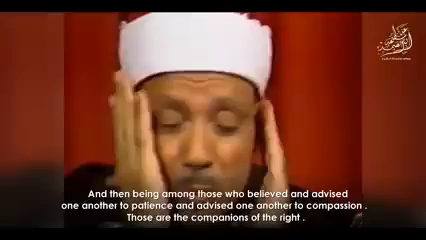 And then being among those who believed and advised
one another to patience and advised one another to compassion .
Those are the companions of the right .